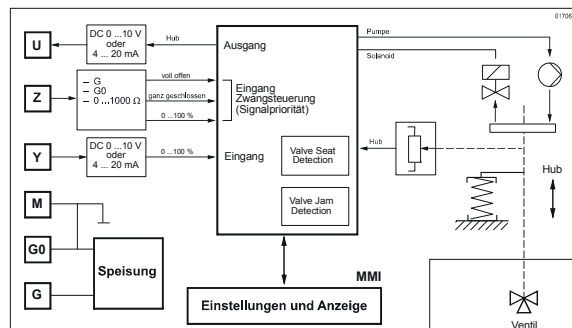 01706
U
DC 0 ...10 V
oder
4 ... 20 mA
Hub
Ausgang
Pumpe
Solenoid
Z
– G
– G0
– 0 ...1000 Ω
voll offen
ganz geschlossen
0 ...100 %
Eingang
Zwangsteuerung
(Signalpriorität)
Y
DC 0 ...10 V
oder
4 ... 20 mA
0 ...100 %
Eingang
Valve Seat
Detection
Valve Jam
Detection
Hub
Hub
M
G0
G
Speisung
MMI
Einstellungen und Anzeige
Ventil